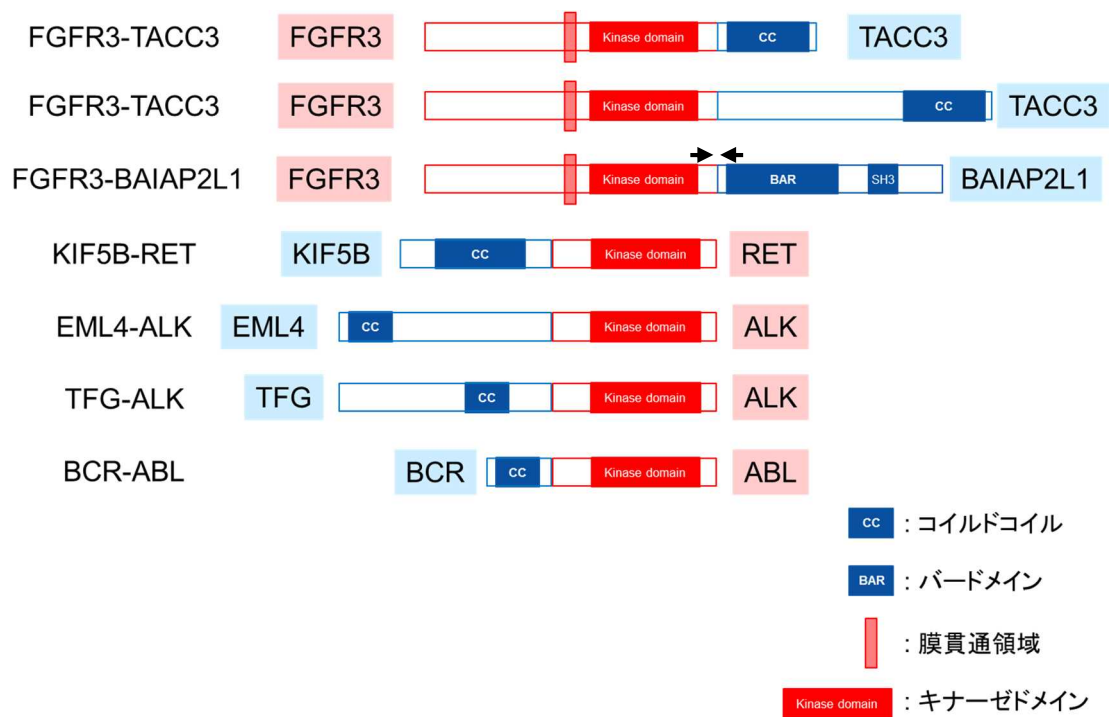 FGFR3-TACC3 FGFR3 Kinase domain CC TACC3
FGFR3-TACC3 FGFR3 Kinase domain CC TACC3
FGFR3-BAIAP2L1 FGFR3 Kinase domain BAR SH3 BAIAP2L1
KIF5B-RET KIF5B CC Kinase domain RET
EML4-ALK EML4 CC Kinase domain ALK
TFG-ALK TFG CC Kinase domain ALK
BCR-ABL BCR CC Kinase domain ABL
CC : コイルドコイル
BAR : バードメイン
: 膜貫通領域
Kinase domain : キナーゼドメイン